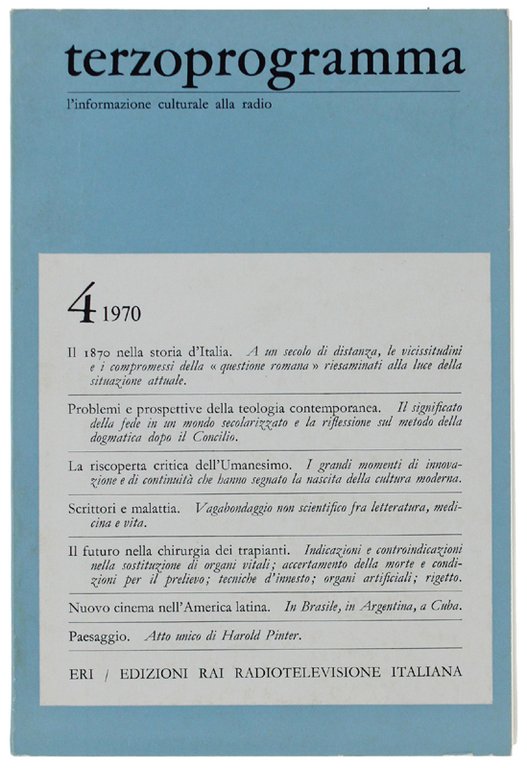 terzoprogramma
l'informazione culturale alla radio
4 1970
Il 1870 nella storia d'Italia. A un secolo di distanza, le vicissitudini
e i compromessi della « questione romana » riesaminati alla luce della
situazione attuale.
Problemi e prospettive della teologia contemporanea. Il significato
della fede in un mondo secolarizzato e la riflessione sul metodo della
dogmatica dopo il Concilio.
La riscoperta critica dell'Umanesimo. I grandi momenti di innova-
zione e di continuità che hanno segnato la nascita della cultura moderna.
Scrittori e malattia. Vagabondaggio non scientifico fra letteratura, medi-
cina e vita.
Il futuro nella chirurgia dei trapianti. Indicazioni e controindicazioni
nella sostituzione di organi vitali; accertamento della morte e condi-
zioni per il prelievo; tecniche d'innesto; organi artificiali; rigetto.
Nuovo cinema nell'America latina. In Brasile, in Argentina, a Cuba.
Paesaggio. Atto unico di Harold Pinter.
ERI / EDIZIONI RAI RADIOTELEVISIONE ITALIANA